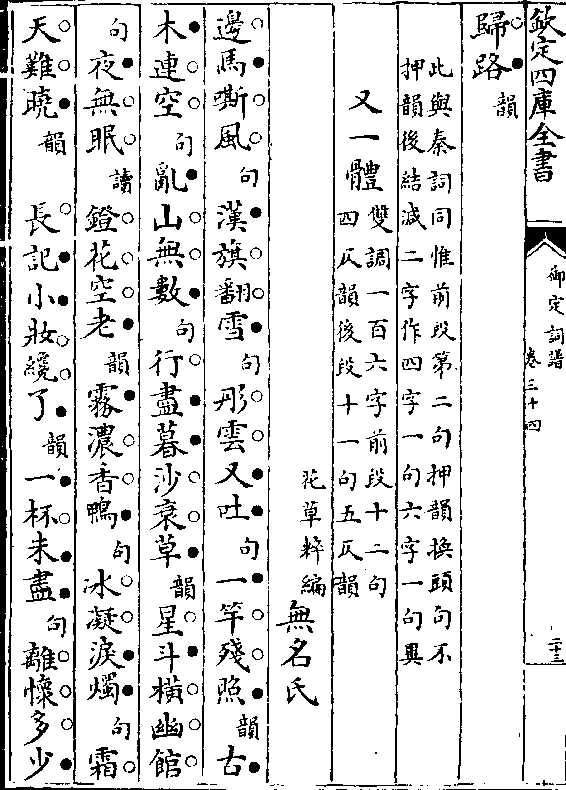 欽定四庫全書
御定詞譜
卷三十四
二十三
歸路韻
此與秦詞同惟前段第二句押韻換頭句不
押韻後結減二字作四字一句六字一句異
又一體
雙調一百六字前段十二句
四仄韻後段十一句五仄韻
花草粹編
無名氏
邊馬嘶風句漢旗翻雪句彤雲又吐句一竿殘照韻古
木連空句亂山無數句行盡暮沙衰草韻星斗橫幽館
句夜無眠讀鐙花空老韻霧濃香鴨句冰凝淚燭句霜
天難曉韻長記小妝纔了韻一杯未盡句離懷多少